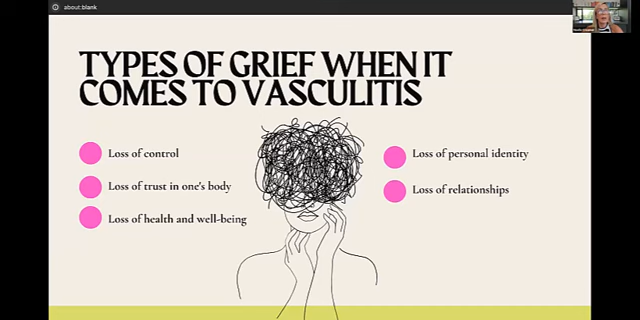 about:blank
TYPES OF GRIEF WHEN IT
COMES TO VASCULITIS
Loss of control
Loss of trust in one's body
Loss of health and well-being
Loss of personal identity
Loss of relationships